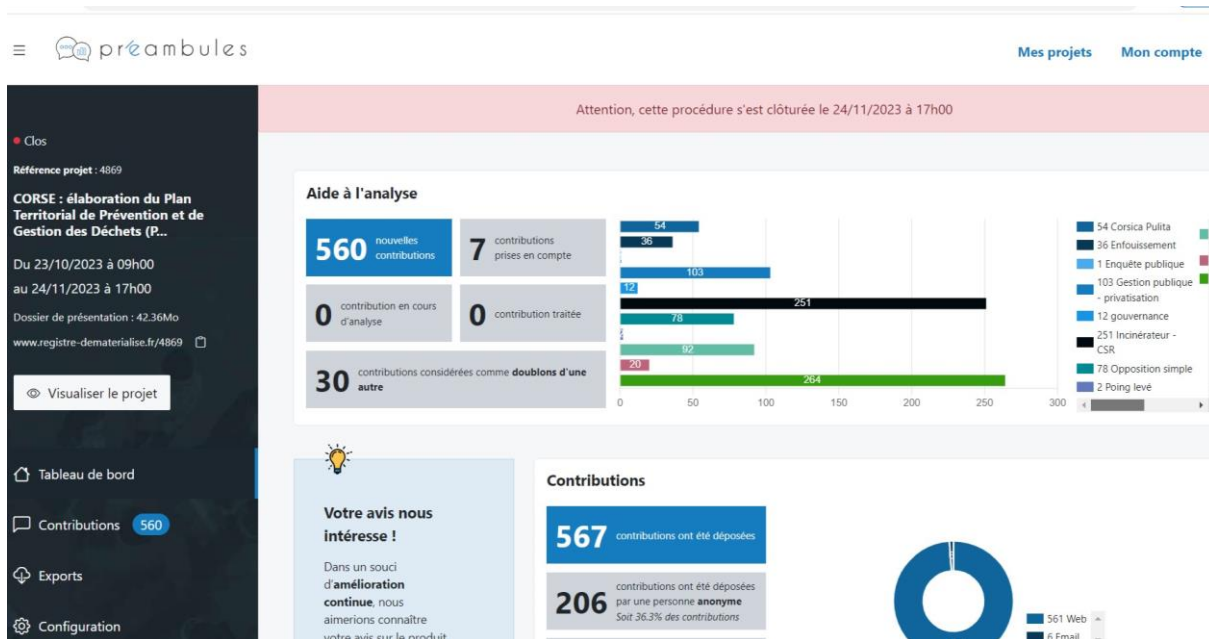 préambules
Mes projets
Mon compte
Attention, cette procédure s'est clôturée le 24/11/2023 à 17h00
Clos
Référence projet : 4869
CORSE : élaboration du Plan
Territorial de Prévention et de
Gestion des Déchets (P...
Du 23/10/2023 à 09h00
au 24/11/2023 à 17h00
Dossier de présentation : 42.36Mo
www.registre-dematerialise.fr/4869
Visualiser le projet
Tableau de bord
Contributions 560
Exports
Configuration
Aide à l'analyse
560 nouvelles
contributions
7 contributions
prises en compte
0 contribution en cours
d'analyse
0 contribution traitée
30 contributions considérées comme doublons d'une
autre
54
36
103
12
251
78
92
20
264
0 50 100 150 200 250 300
54 Corsica Pulita
36 Enfouissement
1 Enquête publique
103 Gestion publique
- privatisation
12 gouvernance
251 Incinérateur -
CSR
78 Opposition simple
2 Poing levé
Votre avis nous
intéresse !
Dans un souci
d'amélioration
continue, nous
aimerions connaître
votre avis sur le produit
Contributions
567 contributions ont été déposées
206 contributions ont été déposées
par une personne anonyme
Soit 36.3% des contributions
561 Web
6 Email